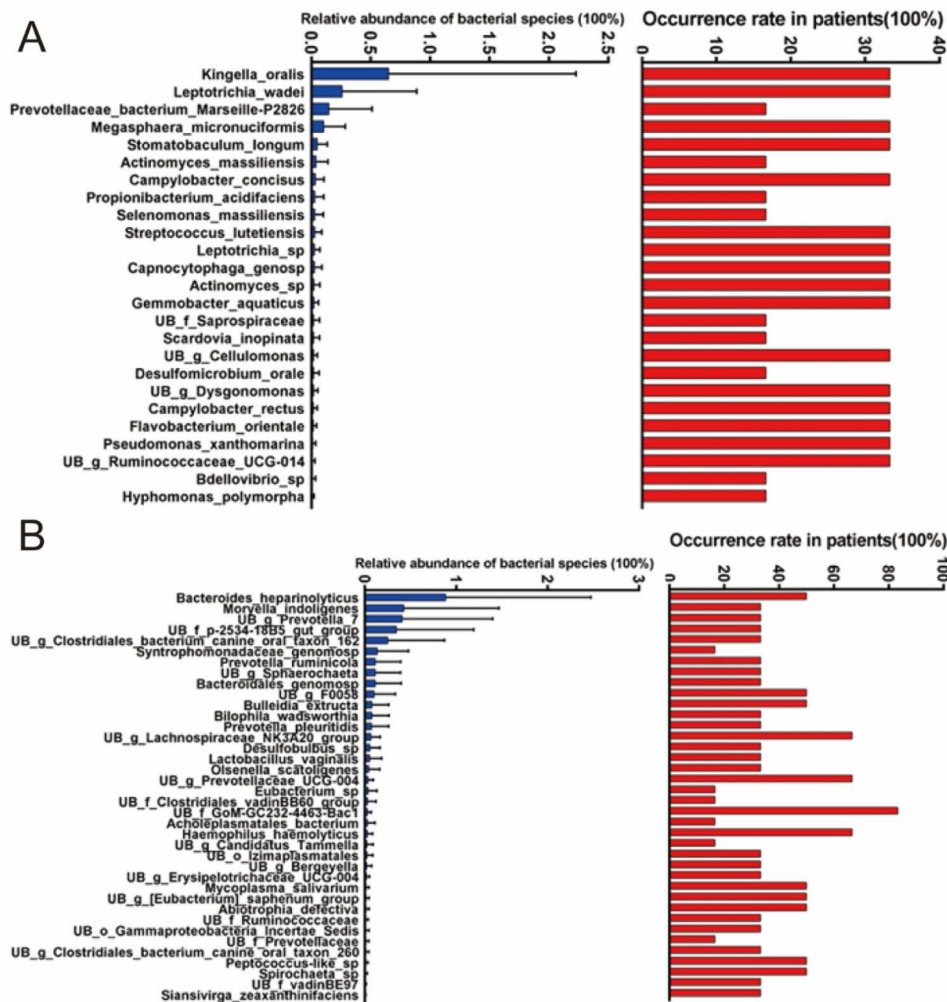 A
Relative abundance of bacterial species (100%)
Occurrence rate in patients(100%)
0.0 0.5 1.0 1.5 2.0 2.5
0 10 20 30 40
Kingella_oralis
Leptotrichia_wadei
Prevotellaceae_bacterium_Marseille-P2826
Megasphaera_micronuciformis
Stomatobaculum_longum
Actinomyces_massiliensis
Campylobacter_concisus
Propionibacterium_acidifaciens
Selenomonas_massiliensis
Streptococcus_lutetiensis
Leptotrichia_sp
Capnocytophaga_genosp
Actinomyces_sp
Gemmobacter_aquaticus
UB_f_Saprospiraceae
Scardovia_inopinata
UB_g_Cellulomonas
Desulfomicrobium_orale
UB_g_Dysgonomonas
Campylobacter_rectus
Flavobacterium_orientale
Pseudomonas_xanthomarina
UB_g_Ruminococcaceae_UCG-014
Bdellovibrio_sp
Hyphomonas_polymorpha
B
Relative abundance of bacterial species (100%)
Occurrence rate in patients(100%)
0 1 2 3
0 20 40 60 80 100
Bacteroides_heparinolyticus
Moryella_indoligenes
UB_g_Prevotella_7
UB_f_p-2534-18B5_gut_group
UB_g_Clostridiales_bacterium_canine_oral_taxon_162
Syntrophomonadaceae_genomosp
Prevotella_ruminicola
UB_g_Sphaerochaeta
Bacteroidales_genomosp
UB_g_F0058
Bulleidia_extructa
Bilophila_wadsworthia
Prevotella_pleuritidis
UB_g_Lachnospiraceae_NK3A20_group
Desulfobulbus_sp
Lactobacillus_vaginalis
Olsenella_scatoligenes
UB_g_Prevotellaceae_UCG-004
Eubacterium_sp
UB_f_Clostridiales_vadinBB60_group
UB_f_GoM-GC232-4463-Bac1
Acholeplasmatales_bacterium
Haemophilus_haemolyticus
UB_g_Candidatus_Tammella
UB_o_Izimaplasmatales
UB_g_Bergeyella
UB_g_Erysipelotrichaceae_UCG-004
Mycoplasma_salivarium
UB_g_[Eubacterium]_saphenum_group
Abiotrophia_defectiva
UB_f_Ruminococcaceae
UB_o_Gammaproteobacteria_Incertae_Sedis
UB_f_Prevotellaceae
UB_g_Clostridiales_bacterium_canine_oral_taxon_260
Peptococcus-like_sp
Spirochaeta_sp
UB_f_vadinBE97
Siansivirga_zeaxanthinifaciens